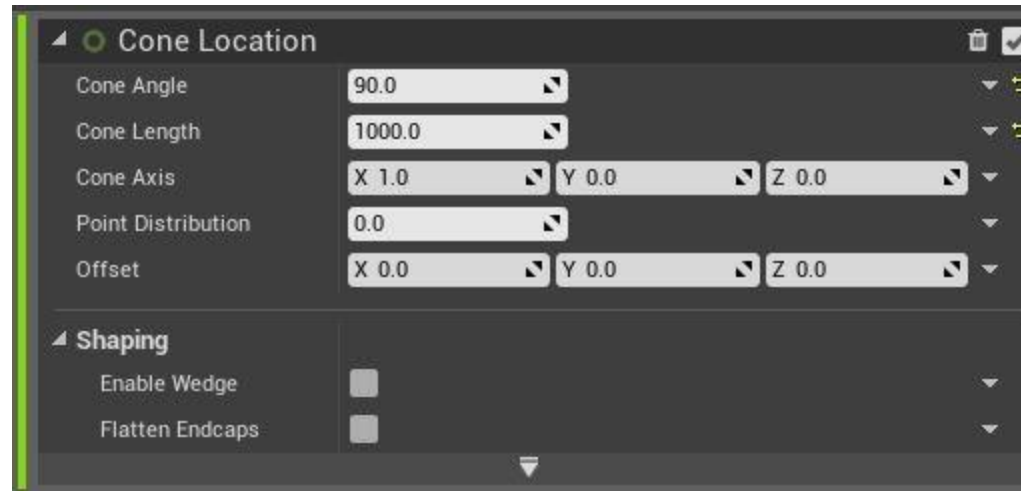 Cone Location
Cone Angle 90.0
Cone Length 1000.0
Cone Axis X 1.0 Y 0.0 Z 0.0
Point Distribution 0.0
Offset X 0.0 Y 0.0 Z 0.0
Shaping
Enable Wedge
Flatten Endcaps